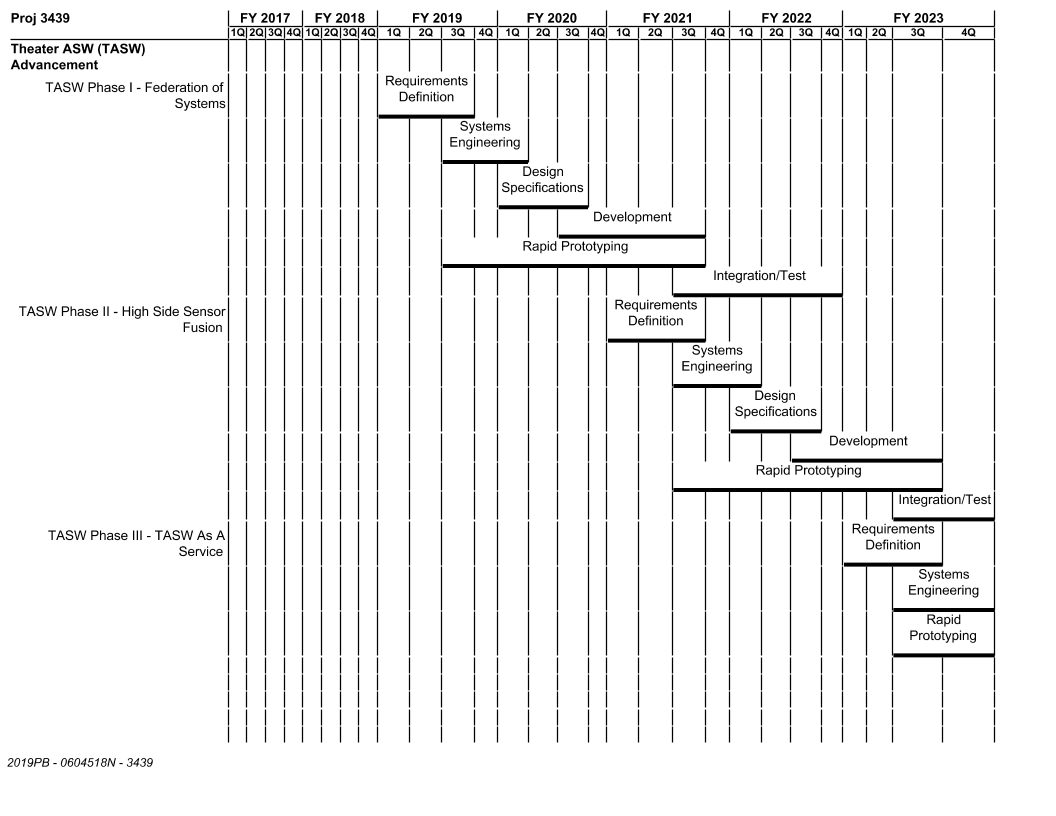 Proj 3439
FY 2017 FY 2018 FY 2019 FY 2020 FY 2021 FY 2022 FY 2023
1Q 2Q 3Q 4Q 1Q 2Q 3Q 4Q 1Q 2Q 3Q 4Q 1Q 2Q 3Q 4Q 1Q 2Q 3Q 4Q 1Q 2Q 3Q 4Q 1Q 2Q 3Q 4Q
Theater ASW (TASW)
Advancement
TASW Phase I - Federation of
Systems
Requirements
Definition
Systems
Engineering
Design
Specifications
Development
Rapid Prototyping
Integration/Test
TASW Phase II - High Side Sensor
Fusion
Requirements
Definition
Systems
Engineering
Design
Specifications
Development
Rapid Prototyping
Integration/Test
TASW Phase III - TASW As A
Service
Requirements
Definition
Systems
Engineering
Rapid
Prototyping
2019PB - 0604518N - 3439